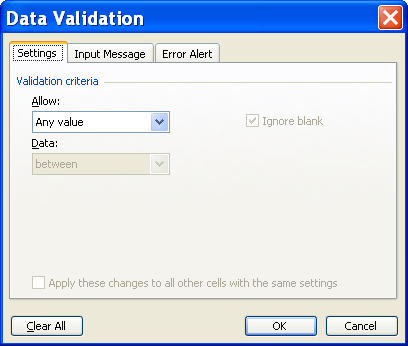 Data Validation
Settings Input Message Error Alert
Validation criteria
Allow:
Any value Ignore blank
Data:
between
Apply these changes to all other cells with the same settings
Clear All OK Cancel